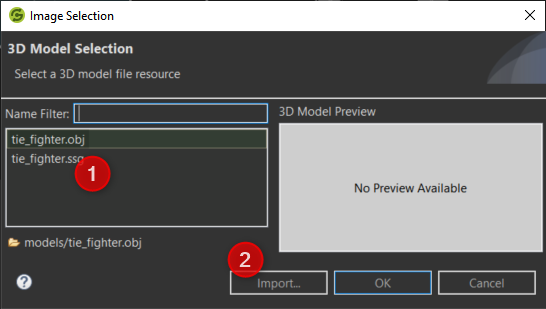 Image Selection
3D Model Selection
Select a 3D model file resource
Name Filter:
3D Model Preview
tie_fighter.obj
tie_fighter.ssg
1
No Preview Available
models/tie_fighter.obj
2
Import...
OK
Cancel